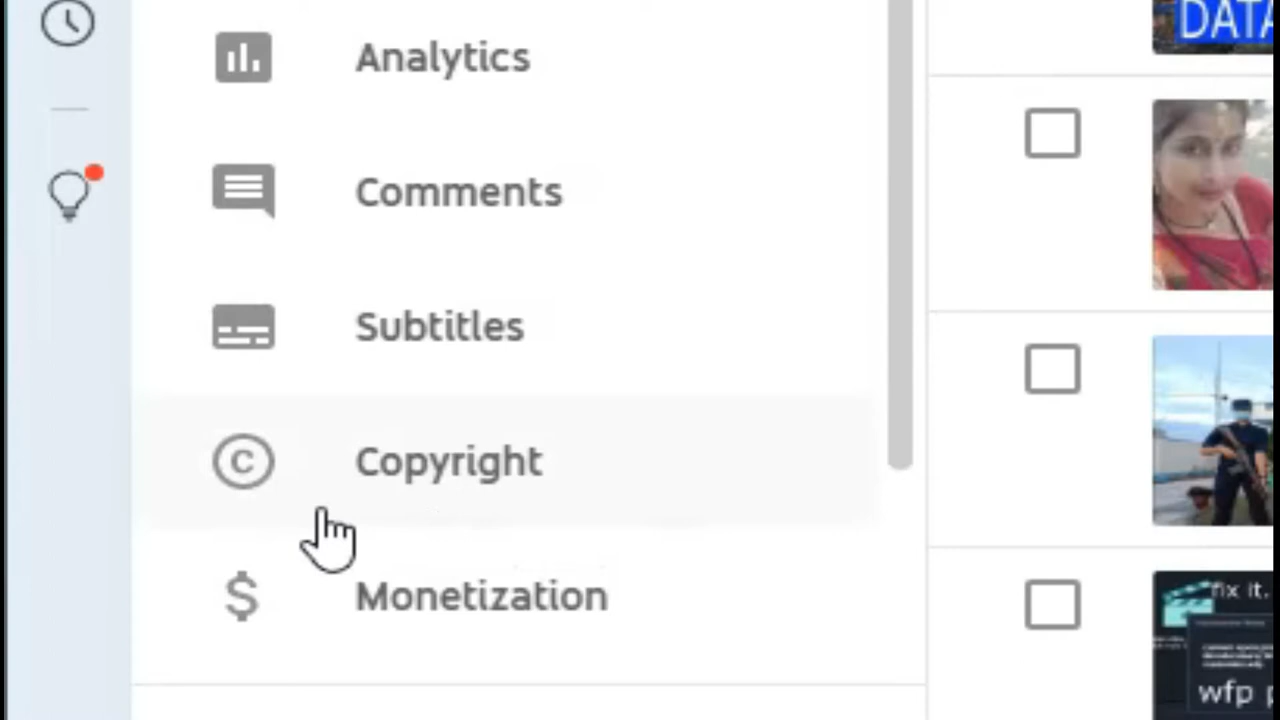 Analytics
Comments
Subtitles
Copyright
Monetization
DATA
fix it.
wfp